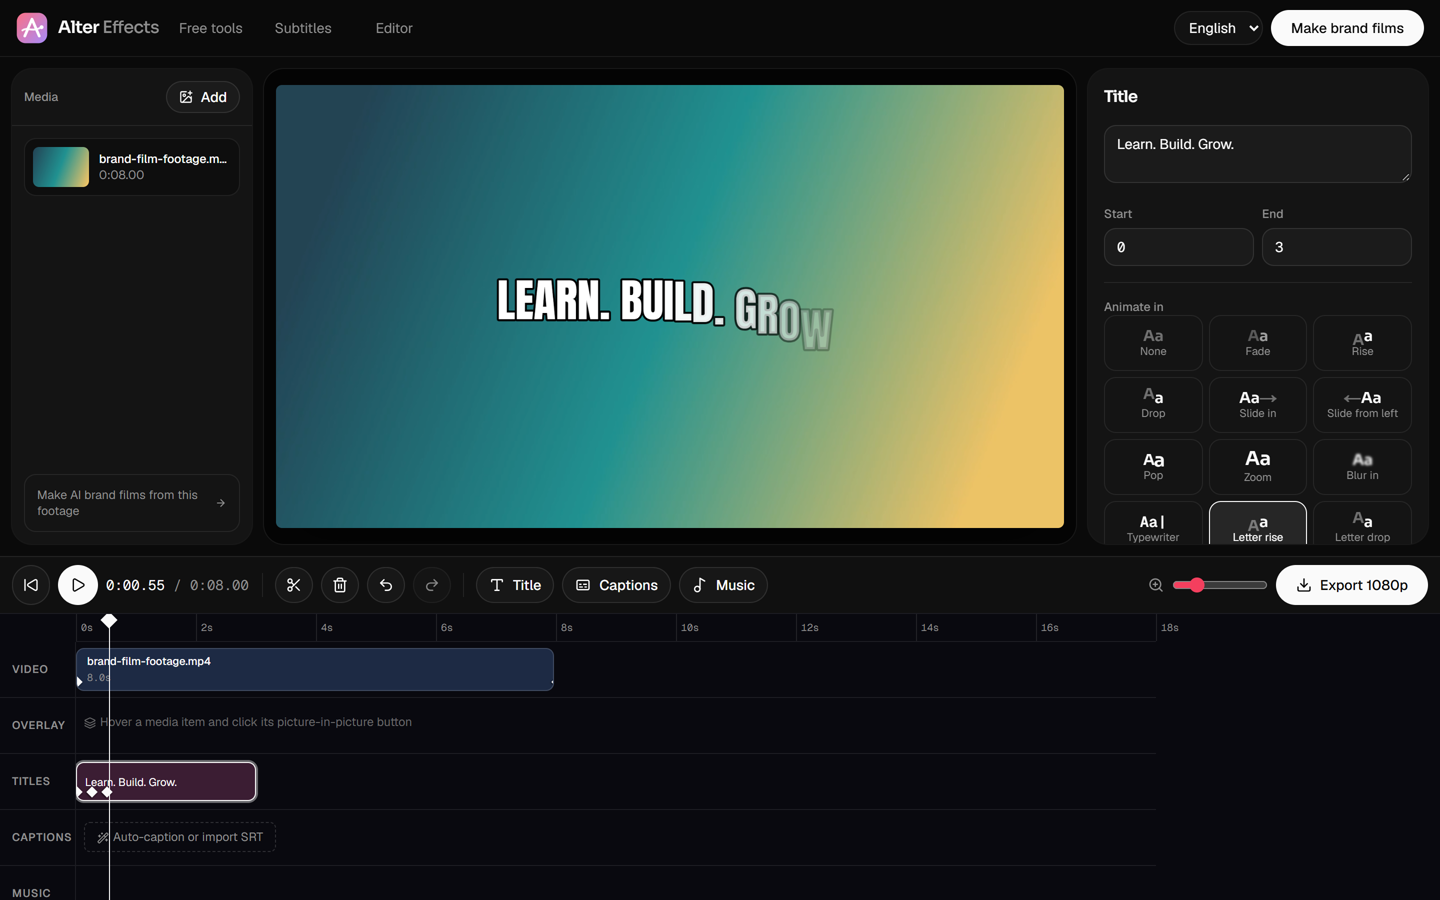 Alter Effects
Free tools
Subtitles
Editor
English
Make brand films
Media
Add
brand-film-footage.m...
0:08.00
Make AI brand films from this
footage
LEARN. BUILD. GROW
Title
Learn. Build. Grow.
Start
End
0
3
Animate in
Aa
None
Aa
Fade
Aa
Rise
Aa
Drop
Aa→
Slide in
←Aa
Slide from left
Aa
Pop
Aa
Zoom
Aa
Blur in
Aa|
Typewriter
Aa
Letter rise
Aa
Letter drop
0:00.55 / 0:08.00
Title
Captions
Music
Export 1080p
0s
2s
4s
6s
8s
10s
12s
14s
16s
18s
VIDEO
brand-film-footage.mp4
8.0s
OVERLAY
Hover a media item and click its picture-in-picture button
TITLES
Learn. Build. Grow.
CAPTIONS
Auto-caption or import SRT
MUSIC